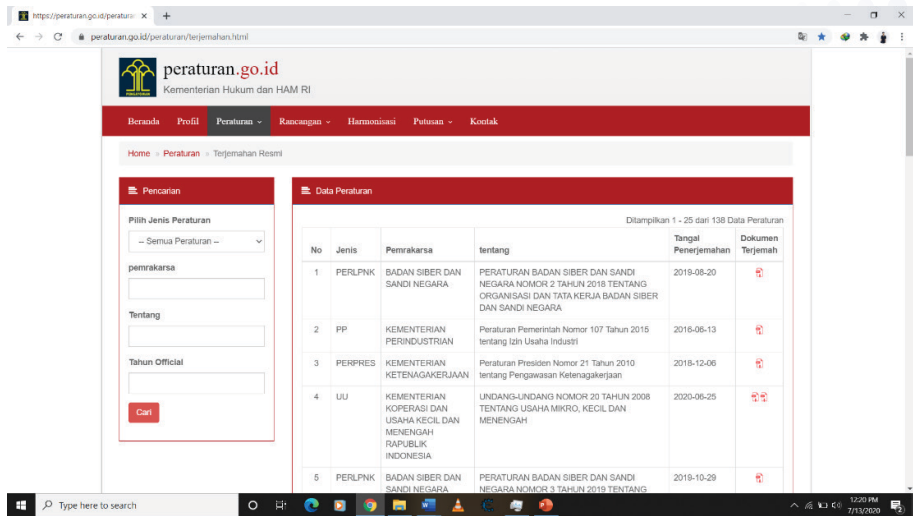 https://peraturan.go.id/peratura
peraturan.go.id/peraturan/terjemahan.html
peraturan.go.id
Kementerian Hukum dan HAM RI
Beranda Profil Peraturan Rancangan Harmonisasi Putusan Kontak
Home » Peraturan » Terjemahan Resmi
Pencarian
Pilih Jenis Peraturan
-- Semua Peraturan --
pemrakarsa
Tentang
Tahun Official
Cari
Data Peraturan
Ditampilkan 1 - 25 dari 138 Data Peraturan
No Jenis Pemrakarsa tentang Tangal Penerjemahan Dokumen Terjemah
1 PERLPNK BADAN SIBER DAN SANDI NEGARA PERATURAN BADAN SIBER DAN SANDI NEGARA NOMOR 2 TAHUN 2018 TENTANG ORGANISASI DAN TATA KERJA BADAN SIBER DAN SANDI NEGARA 2019-08-20
2 PP KEMENTERIAN PERINDUSTRIAN Peraturan Pemerintah Nomor 107 Tahun 2015 tentang Izin Usaha Industri 2016-06-13
3 PERPRES KEMENTERIAN KETENAGAKERJAAN Peraturan Presiden Nomor 21 Tahun 2010 tentang Pengawasan Ketenagakerjaan 2018-12-06
4 UU KEMENTERIAN KOPERASI DAN USAHA KECIL DAN MENENGAH RAPUBLIK INDONESIA UNDANG-UNDANG NOMOR 20 TAHUN 2008 TENTANG USAHA MIKRO, KECIL DAN MENENGAH 2020-06-25
5 PERLPNK BADAN SIBER DAN SANDI NEGARA PERATURAN BADAN SIBER DAN SANDI NEGARA NOMOR 3 TAHUN 2019 TENTANG 2019-10-29
Type here to search
12:20 PM
7/13/2020